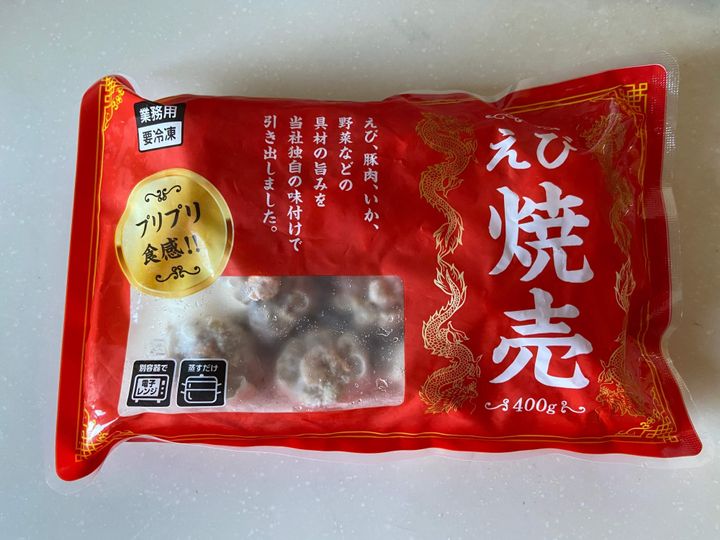 えび
焼売
400g
えび、豚肉、いか、
野菜などの
具材の旨みを
当社独自の味付けで
引き出しました。
業務用
要冷凍
プリプリ
食感!!
別容器で
電子
レンジ
蒸すだけ